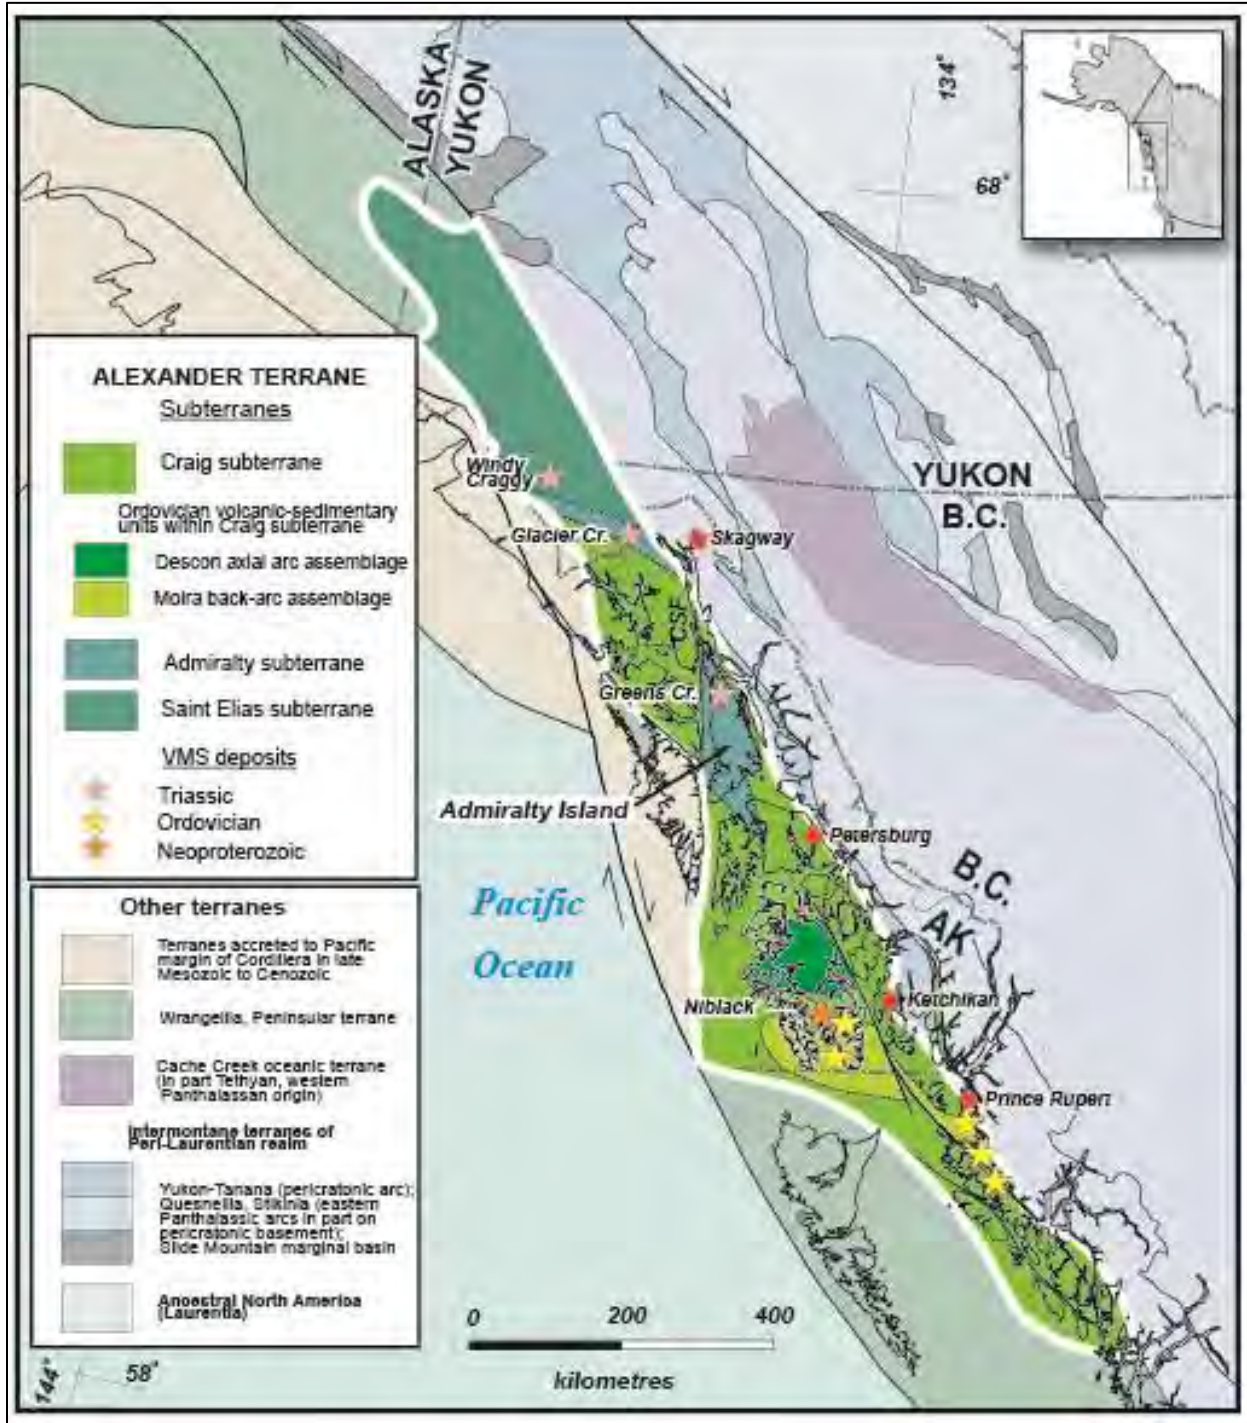 ALASKA
YUKON
134°
68°
ALEXANDER TERRANE
Subterranes
Craig subterrane
Ordovician volcanic-sedimentary
units within Craig subterrane
Descon axial arc assemblage
Moira back-arc assemblage
Admiralty subterrane
Saint Elias subterrane
VMS deposits
Triassic
Ordovician
Neoproterozoic
Other terranes
Terranes accreted to Pacific
margin of Cordillera in late
Mesozoic to Cenozoic
Wrangellia, Peninsular terrane
Cache Creek oceanic terrane
(in part Tethyan, western
Panthalassan origin)
Intermontane terranes of
Peri-Laurentian realm
Yukon-Tanana (pericratonic arc);
Quesnellia, Stikinia (eastern
Panthalassic arcs in part on
pericratonic basement);
Slide Mountain marginal basin
Ancestral North America
(Laurentia)
Windy
Craggy
Glacier Cr.
Skagway
YUKON
B.C.
CSF
Greens Cr.
Admiralty Island
Petersburg
B.C.
AK
Pacific
Ocean
Niblack
Ketchikan
Prince Rupert
0 200 400
kilometres
144°
58°